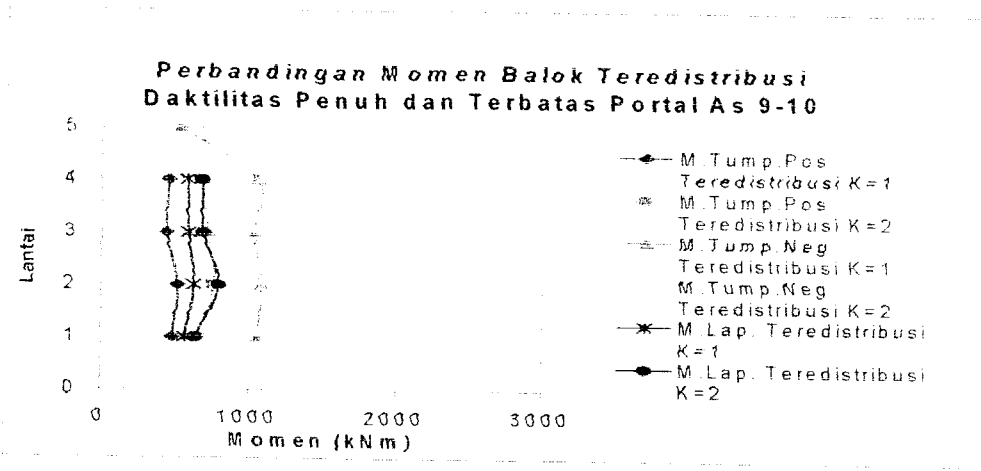 Perbandingan Momen Balok Teredistribusi
Daktilitas Penuh dan Terbatas Portal As 9-10
5
4
3
2
1
0
Lantai
0
1000
2000
3000
Momen (kNm)
M.Tump.Pos
Teredistribusi K=1
M.Tump.Pos
Teredistribusi K=2
M.Tump.Neg
Teredistribusi K=1
M.Tump.Neg
Teredistribusi K=2
M.Lap. Teredistribusi
K=1
M.Lap. Teredistribusi
K=2